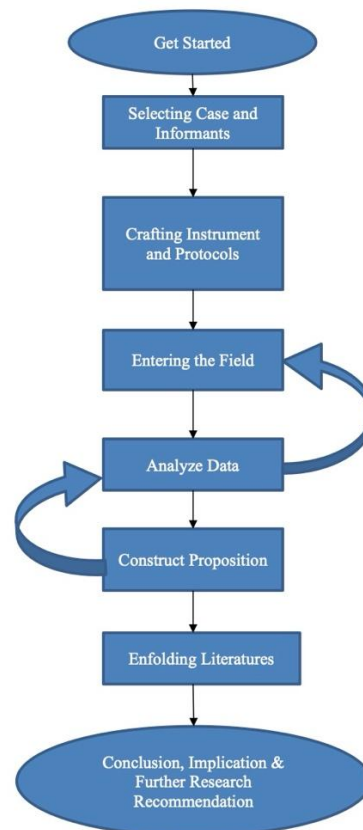 Get Started
Selecting Case and
Informants
Crafting Instrument
and Protocols
Entering the Field
Analyze Data
Construct Proposition
Enfolding Literatures
Conclusion, Implication &
Further Research
Recommendation